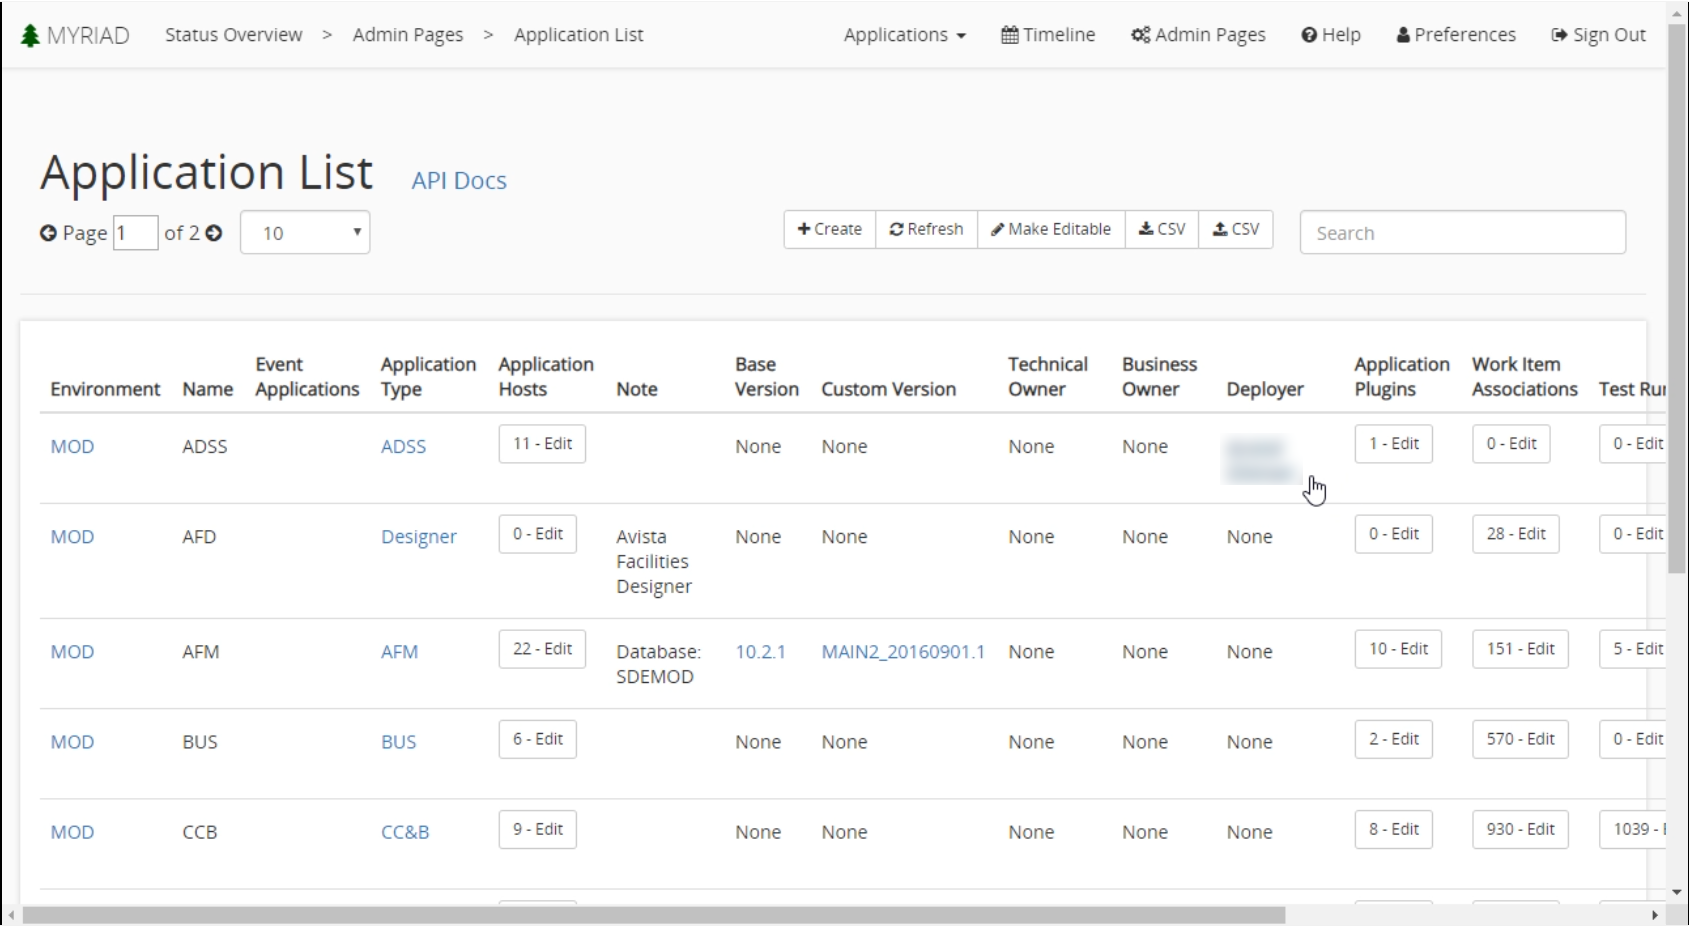 MYRIAD Status Overview > Admin Pages > Application List Applications Timeline Admin Pages Help Preferences Sign Out
Application List API Docs
Page 1 of 2 10 Create Refresh Make Editable CSV CSV Search
Event Application Application Base Technical Business Application Work Item
Environment Name Applications Type Hosts Note Version Custom Version Owner Owner Deployer Plugins Associations Test Rui
MOD ADSS ADSS 11 - Edit None None None None 1 - Edit 0 - Edit 0 - Edit
MOD AFD Designer 0 - Edit Avista None None None None None 0 - Edit 28 - Edit 0 - Edit
Facilities
Designer
MOD AFM AFM 22 - Edit Database: 10.2.1 MAIN2_20160901.1 None None None 10 - Edit 151 - Edit 5 - Edit
SDEMOD
MOD BUS BUS 6 - Edit None None None None None 2 - Edit 570 - Edit 0 - Edit
MOD CCB CC&B 9 - Edit None None None None None 8 - Edit 930 - Edit 1039 -